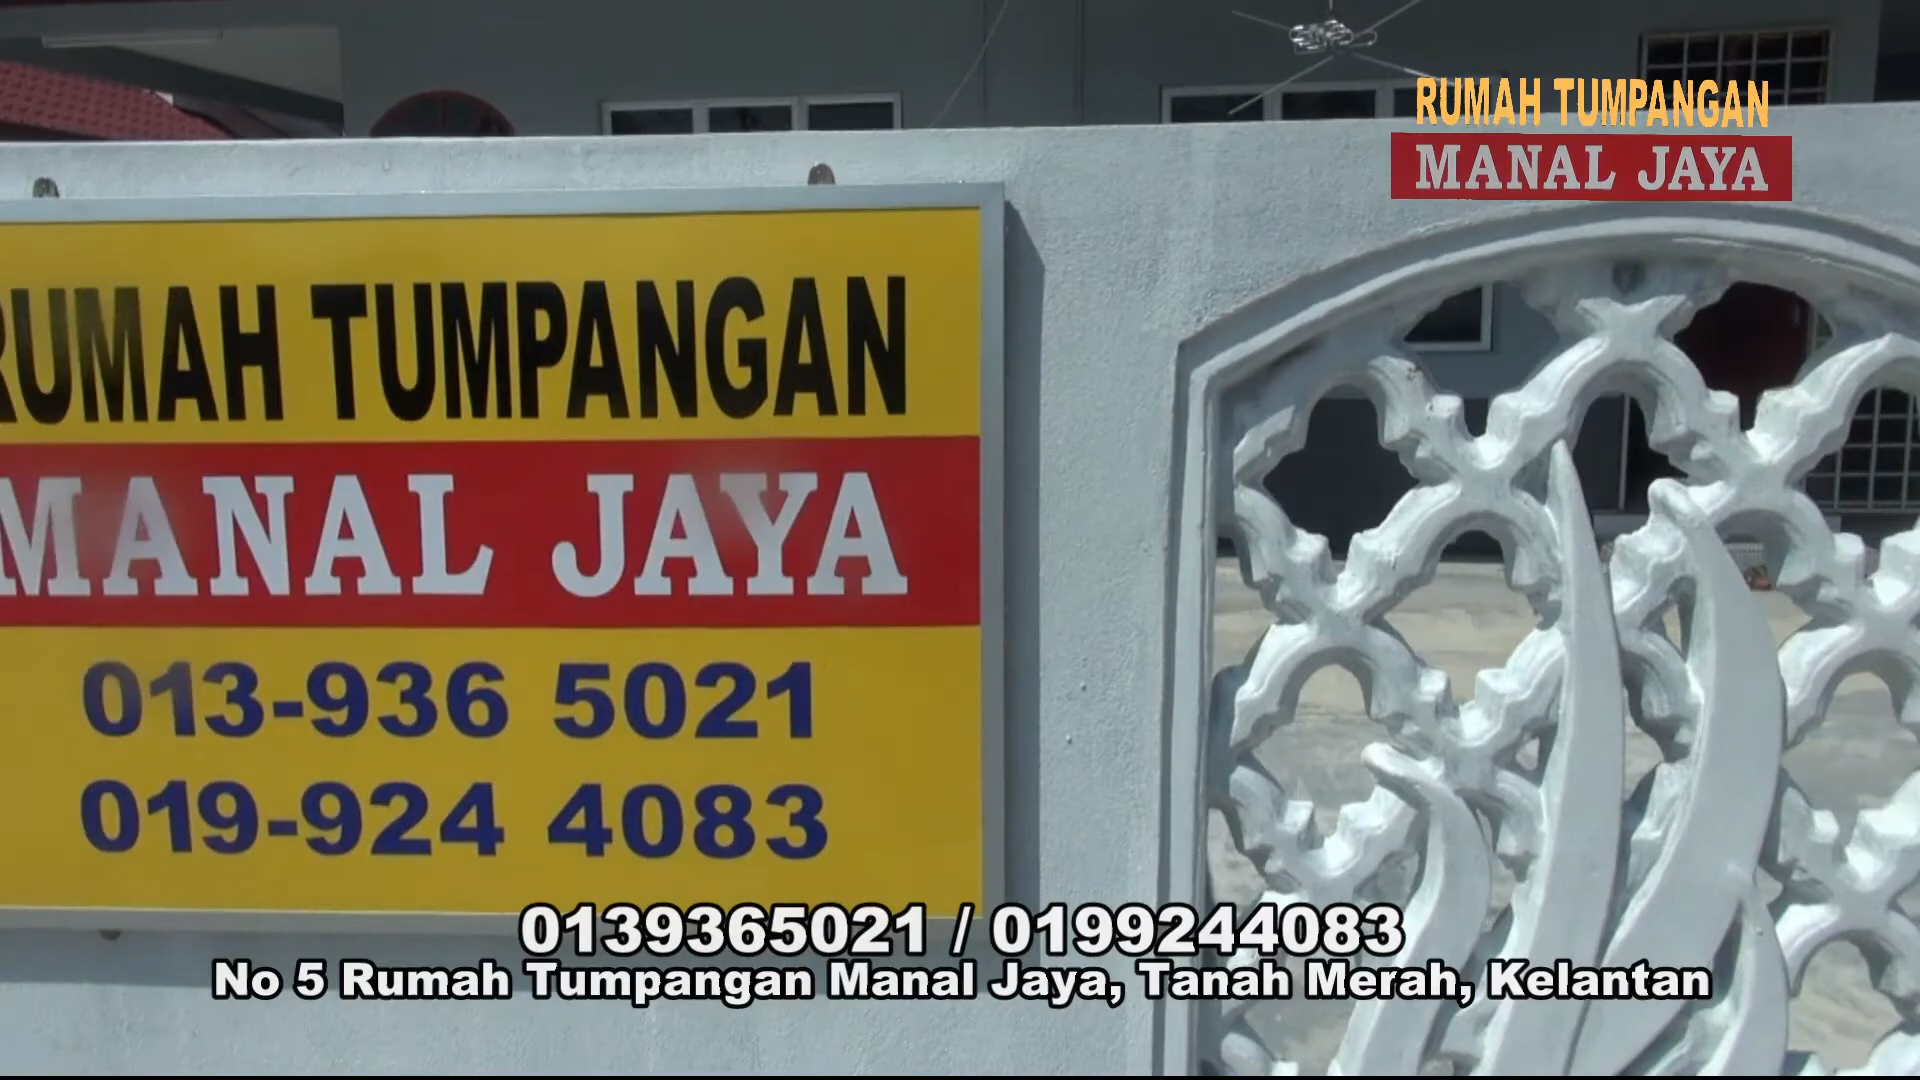 RUMAH TUMPANGAN
MANAL JAYA
RUMAH TUMPANGAN
MANAL JAYA
013-936 5021
019-924 4083
0139365021 / 0199244083
No 5 Rumah Tumpangan Manal Jaya, Tanah Merah, Kelantan